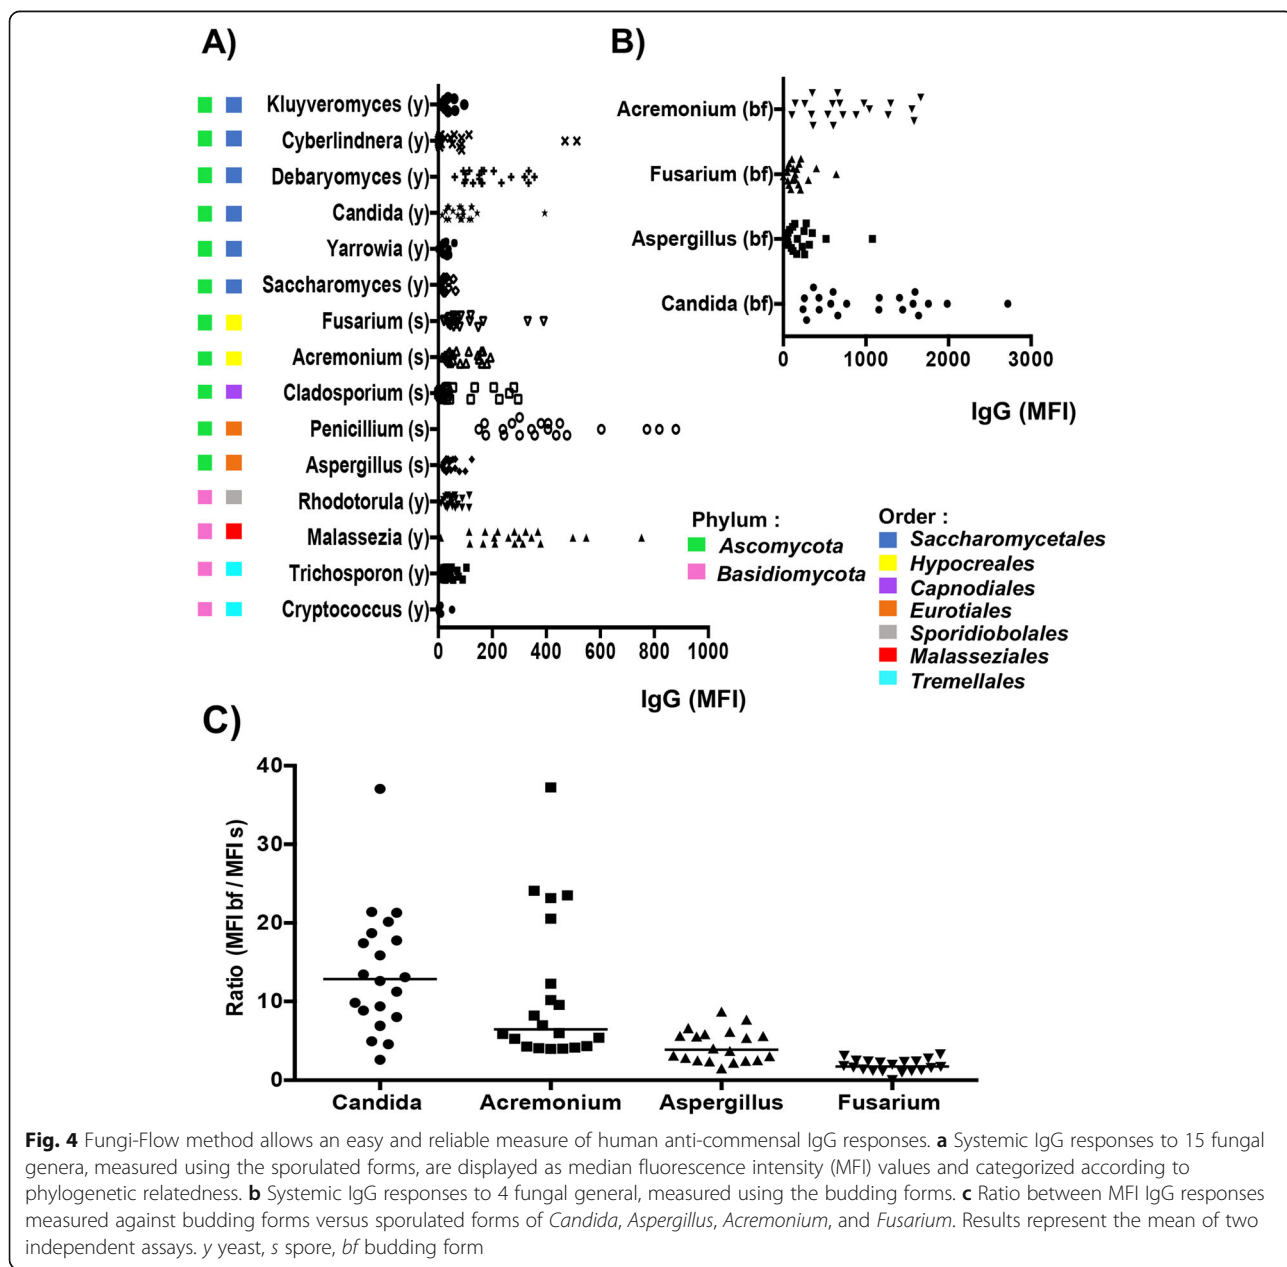 A)
Kluyveromyces (y)
Cyberlindnera (y)
Debaryomyces (y)
Candida (y)
Yarrowia (y)
Saccharomyces (y)
Fusarium (s)
Acremonium (s)
Cladosporium (s)
Penicillium (s)
Aspergillus (s)
Rhodotorula (y)
Malassezia (y)
Trichosporon (y)
Cryptococcus (y)
0 200 400 600 800 1000
IgG (MFI)
B)
Acremonium (bf)
Fusarium (bf)
Aspergillus (bf)
Candida (bf)
0 1000 2000 3000
IgG (MFI)
Phylum :
Ascomycota
Basidiomycota
Order :
Saccharomycetales
Hypocreales
Capnodiales
Eurotiales
Sporidiobolales
Malasseziales
Tremellales
C)
Ratio (MFI bf / MFI s)
40
30
20
10
0
Candida Acremonium Aspergillus Fusarium
Fig. 4 Fungi-Flow method allows an easy and reliable measure of human anti-commensal IgG responses. a Systemic IgG responses to 15 fungal
genera, measured using the sporulated forms, are displayed as median fluorescence intensity (MFI) values and categorized according to
phylogenetic relatedness. b Systemic IgG responses to 4 fungal general, measured using the budding forms. c Ratio between MFI IgG responses
measured against budding forms versus sporulated forms of Candida, Aspergillus, Acremonium, and Fusarium. Results represent the mean of two
independent assays. y yeast, s spore, bf budding form